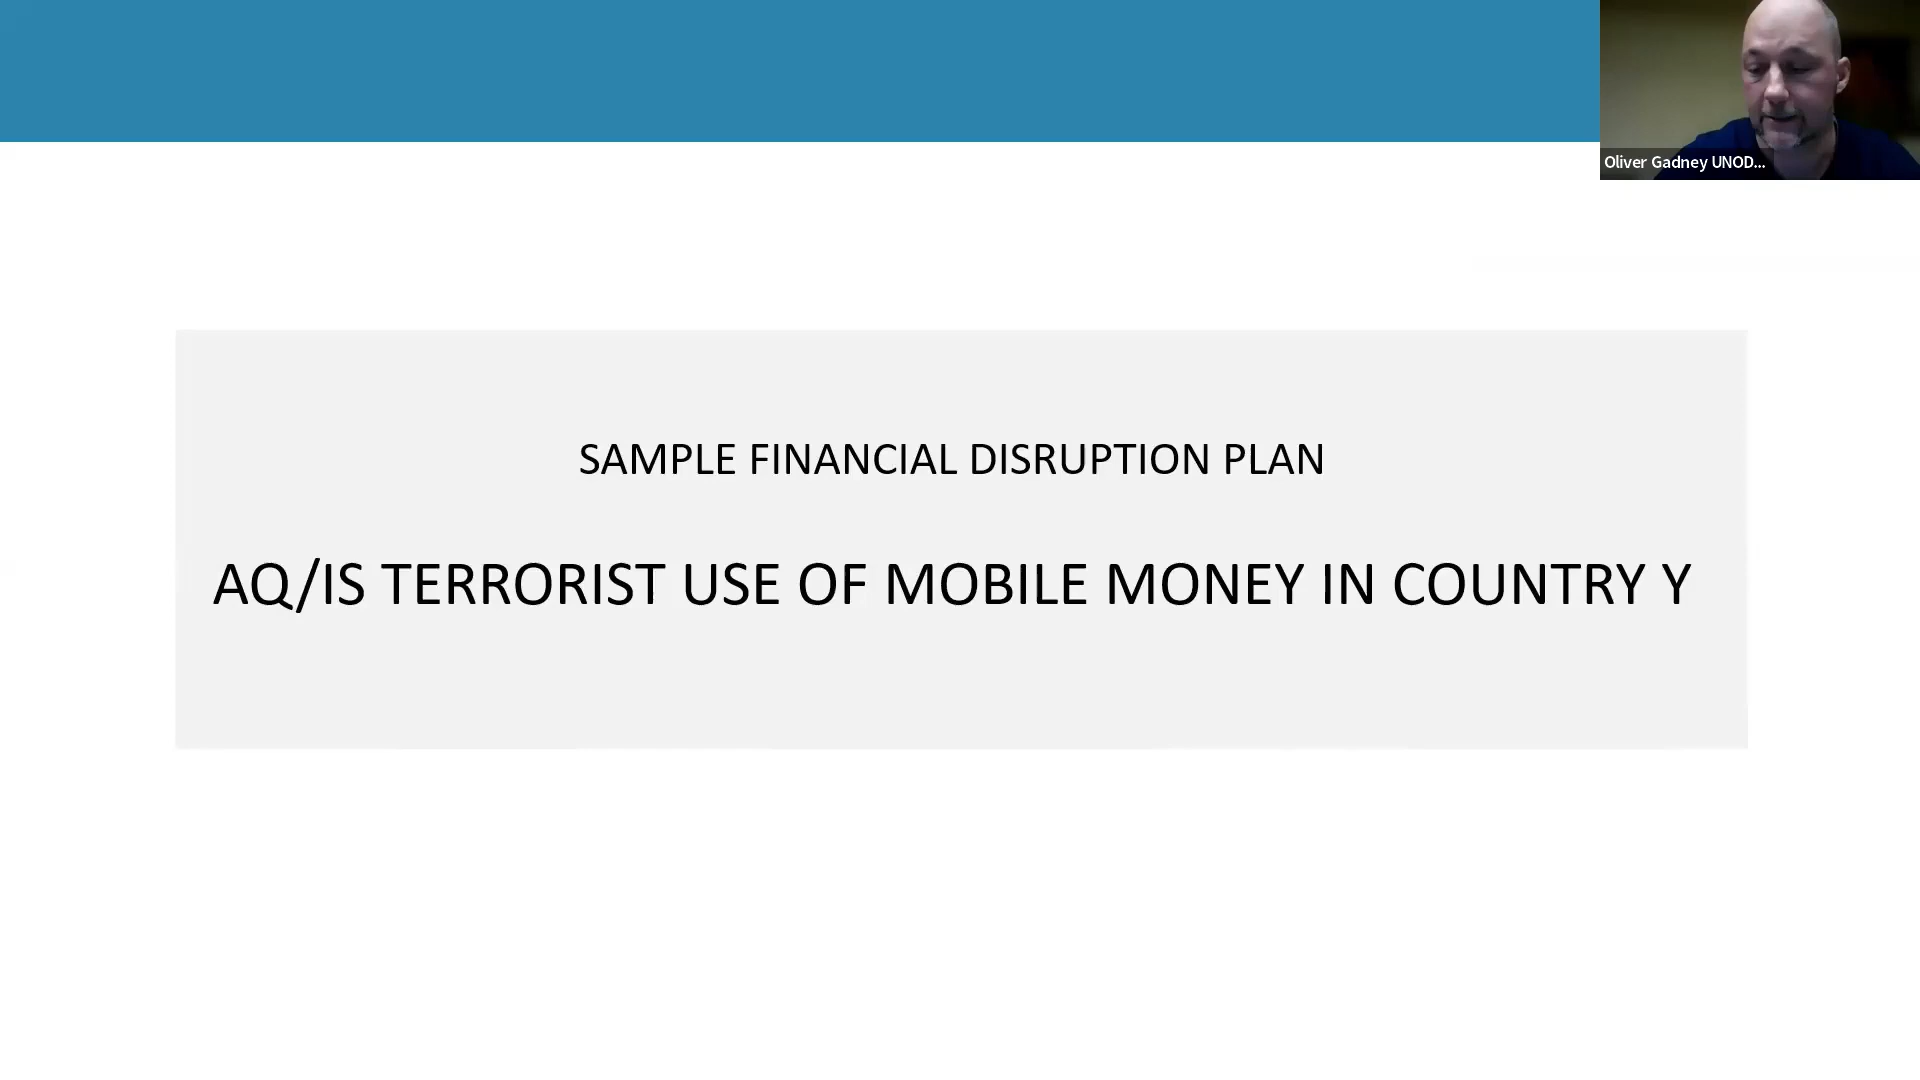 Oliver Gadney UNOD...
SAMPLE FINANCIAL DISRUPTION PLAN
AQ/IS TERRORIST USE OF MOBILE MONEY IN COUNTRY Y